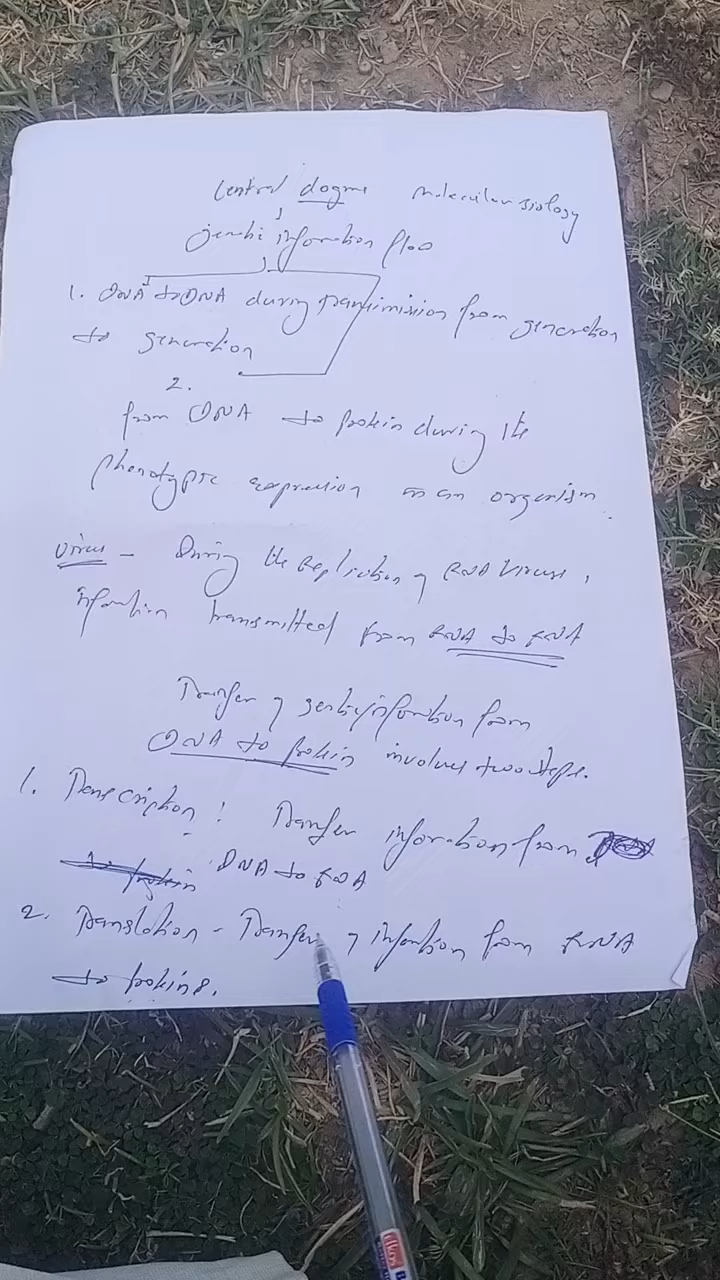 Central dogma molecular Biology
genetic information flow
1. DNA to DNA during transmission from generation
to generation
2.
from DNA to protein during the
phenotypic expression in an organism
Virus - During the Replication of RNA Viruses,
information transmitted from RNA to RNA
Transfer of genetic information from
DNA to protein involves two steps.
1. Transcription: Transfer information from
DNA to RNA
2. Translation - Transfer of information from RNA
to proteins.